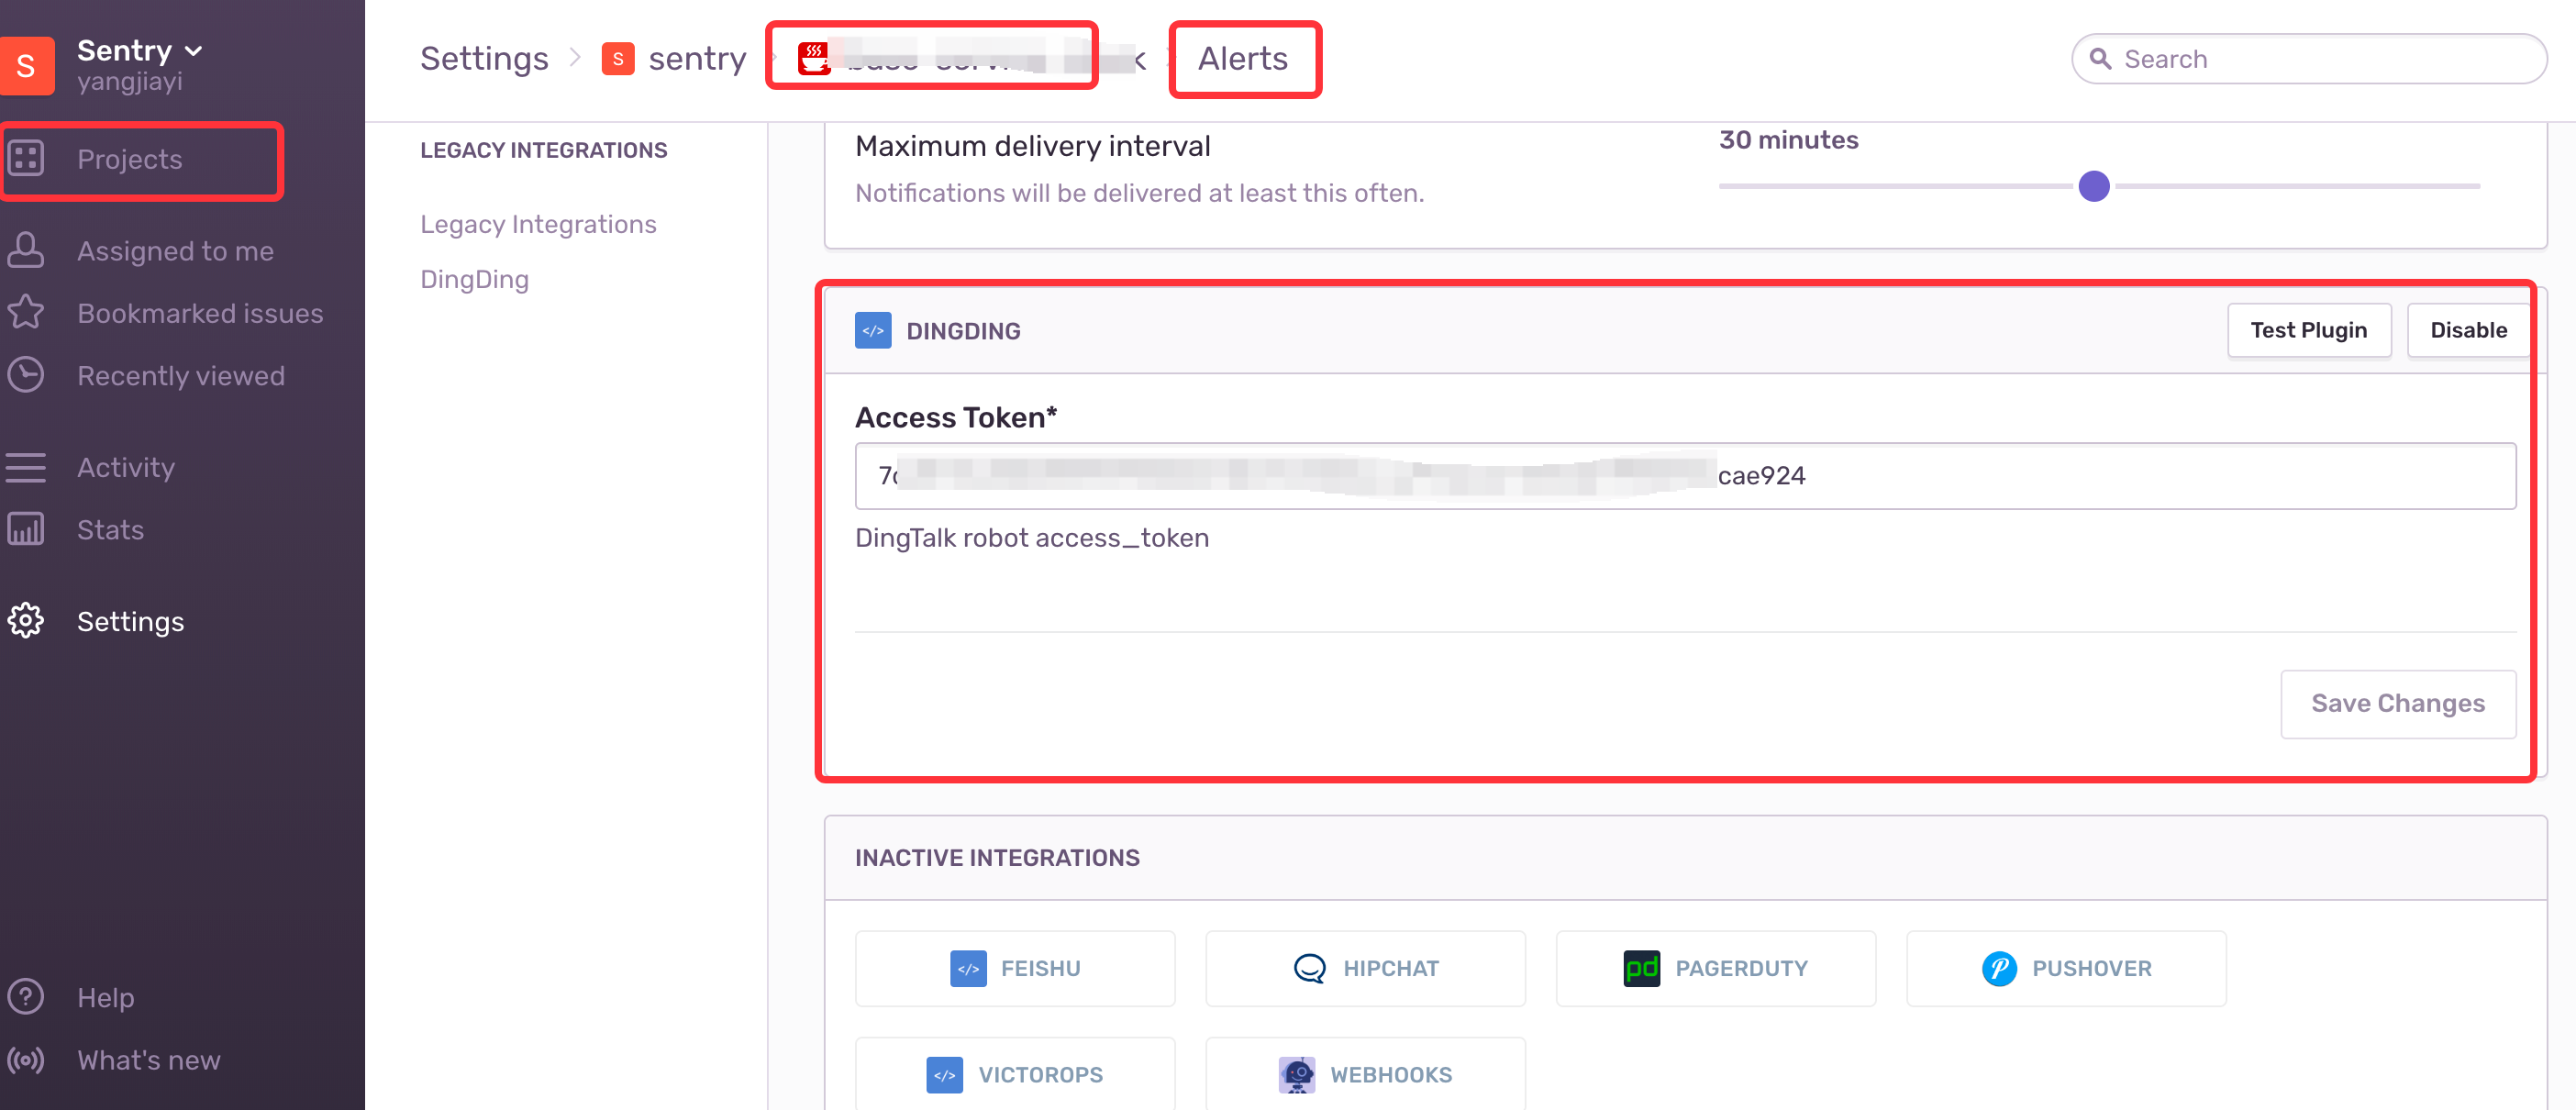 S
Sentry
yangjiayi
Projects
Assigned to me
Bookmarked issues
Recently viewed
Activity
Stats
Settings
Help
What's new
Settings > S sentry > Alerts
Search
LEGACY INTEGRATIONS
Legacy Integrations
DingDing
Maximum delivery interval
Notifications will be delivered at least this often.
30 minutes
</> DINGDING
Test Plugin
Disable
Access Token*
cae924
DingTalk robot access_token
Save Changes
INACTIVE INTEGRATIONS
</> FEISHU
HIPCHAT
pd PAGERDUTY
PUSHOVER
</> VICTOROPS
WEBHOOKS